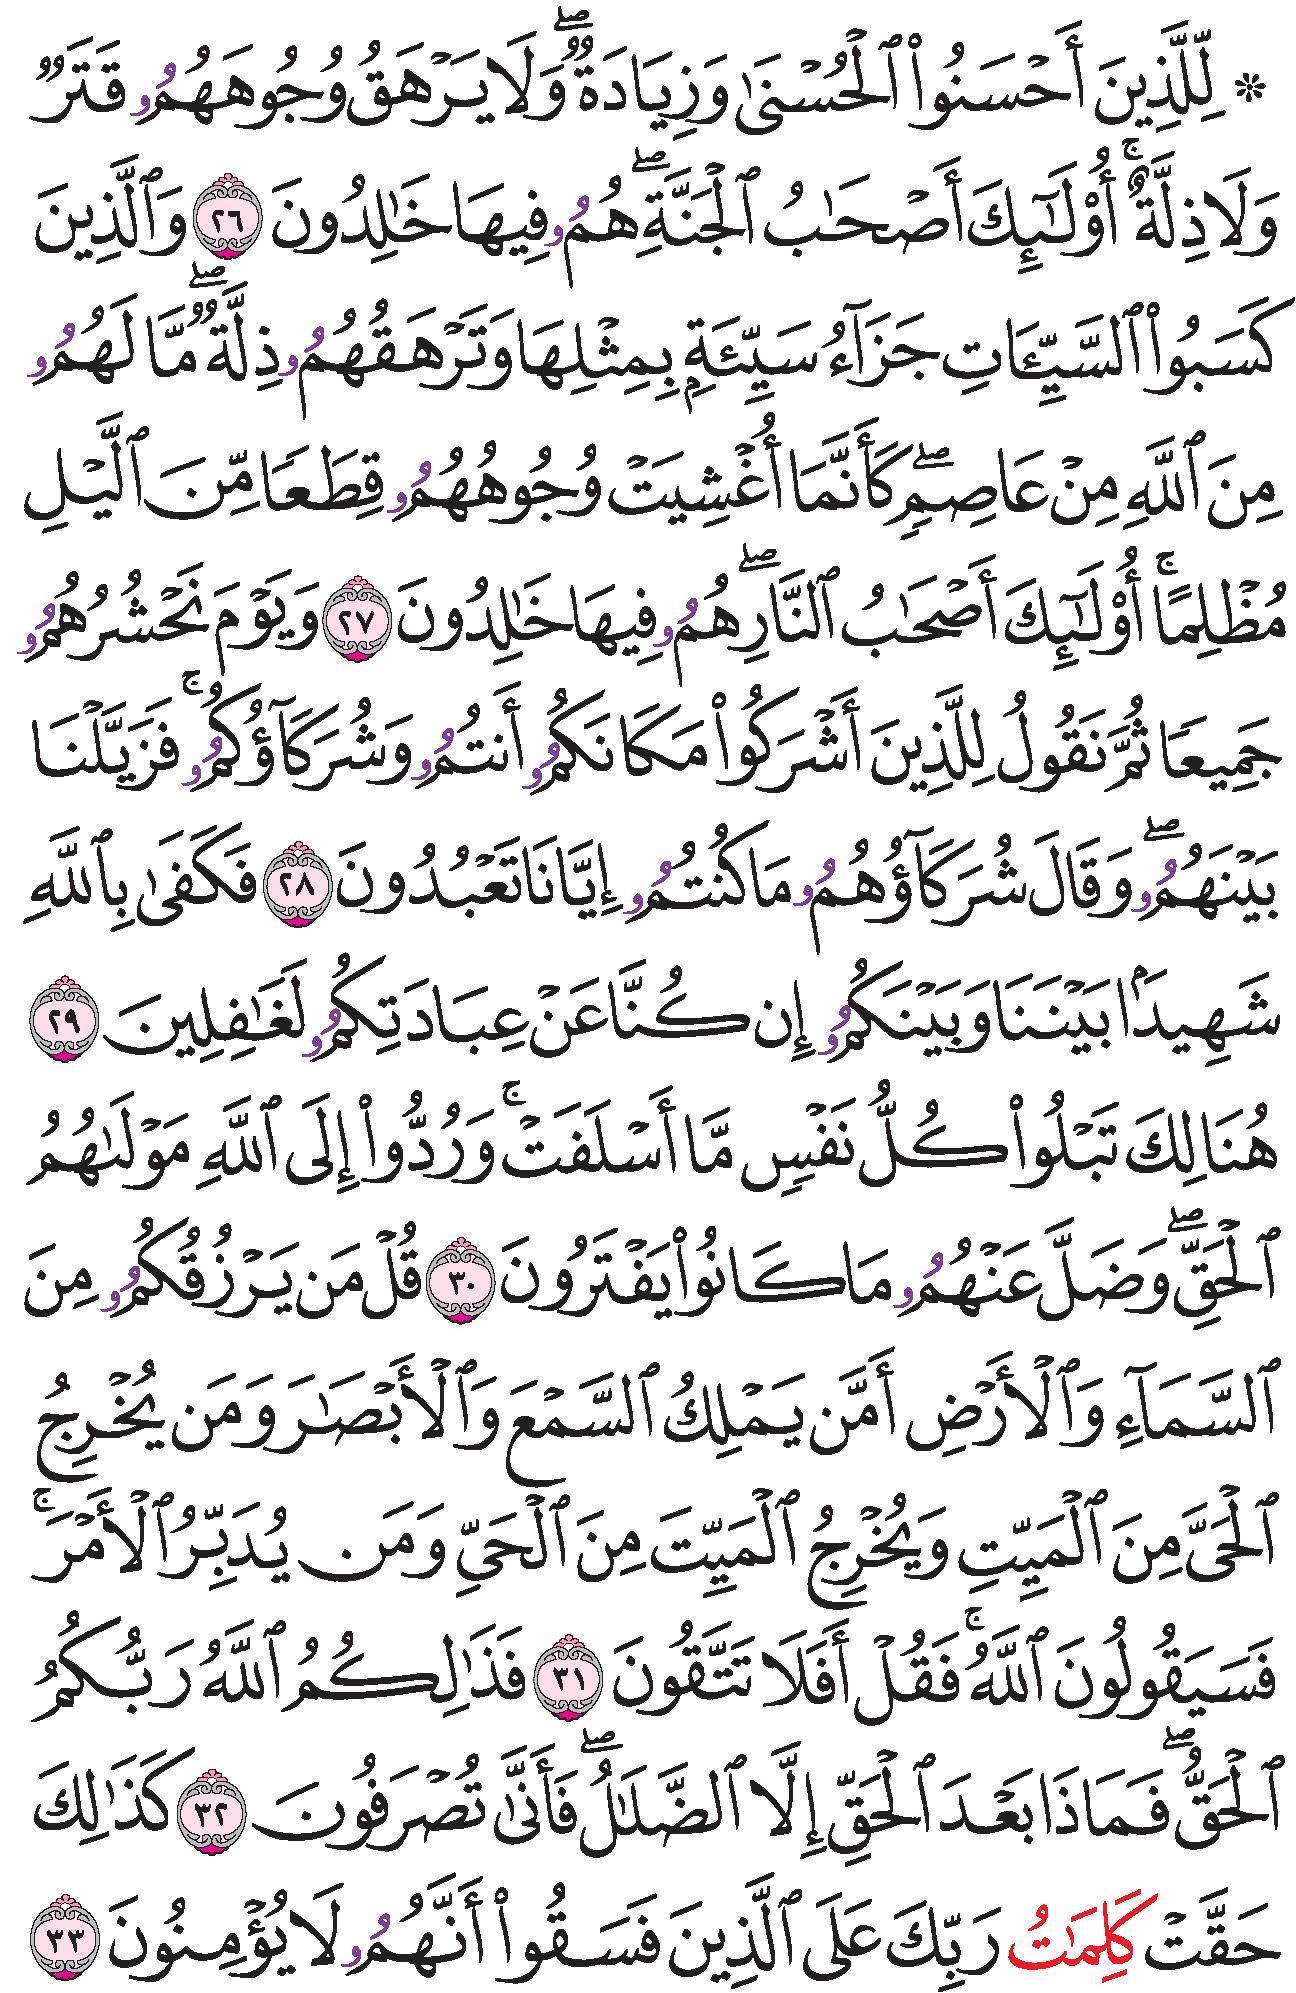 ۞ لِّلَّذِينَ أَحْسَنُوا۟ ٱلْحُسْنَىٰ وَزِيَادَةٌۖ وَلَا يَرْهَقُ وُجُوهَهُمُۥ قَتَرٌ
وَلَا ذِلَّةٌۚ أُو۟لَـٰٓئِكَ أَصْحَـٰبُ ٱلْجَنَّةِۖ هُمُۥ فِيهَا خَـٰلِدُونَ ٢٦ وَٱلَّذِينَ
كَسَبُوا۟ ٱلسَّيِّـَٔاتِ جَزَآءُ سَيِّئَةِۭ بِمِثْلِهَا وَتَرْهَقُهُمُۥ ذِلَّةٌۖ مَّا لَهُمُۥ
مِنَ ٱللَّهِ مِنْ عَاصِمٍۖ كَأَنَّمَا أُغْشِيَتْ وُجُوهُهُمُۥ قِطَعًا مِّنَ ٱلَّيْلِ
مُظْلِمًاۚ أُو۟لَـٰٓئِكَ أَصْحَـٰبُ ٱلنَّارِۖ هُمُۥ فِيهَا خَـٰلِدُونَ ٢٧ وَيَوْمَ نَحْشُرُهُمُۥ
جَمِيعًا ثُمَّ نَقُولُ لِلَّذِينَ أَشْرَكُوا۟ مَكَانَكُمُۥ أَنتُمُۥ وَشُرَكَآؤُكُمُۥۚ فَزَيَّلْنَا
بَيْنَهُمُۥۖ وَقَالَ شُرَكَآؤُهُمُۥ مَا كُنتُمُۥ إِيَّانَا تَعْبُدُونَ ٢٨ فَكَفَىٰ بِٱللَّهِ
شَهِيدَۢا بَيْنَنَا وَبَيْنَكُمُۥ إِن كُنَّا عَنْ عِبَادَتِكُمُۥ لَغَـٰفِلِينَ ٢٩
هُنَالِكَ تَبْلُوا۟ كُلُّ نَفْسٍ مَّا أَسْلَفَتْۚ وَرُدُّوا۟ إِلَى ٱللَّهِ مَوْلَىٰهُمُ
ٱلْحَقِّۖ وَضَلَّ عَنْهُمُۥ مَا كَانُوا۟ يَفْتَرُونَ ٣٠ قُلْ مَن يَرْزُقُكُمُۥ مِنَ
ٱلسَّمَآءِ وَٱلْأَرْضِ أَمَّن يَمْلِكُ ٱلسَّمْعَ وَٱلْأَبْصَـٰرَ وَمَن يُخْرِجُ
ٱلْحَىَّ مِنَ ٱلْمَيِّتِ وَيُخْرِجُ ٱلْمَيِّتَ مِنَ ٱلْحَىِّ وَمَن يُدَبِّرُ ٱلْأَمْرَۚ
فَسَيَقُولُونَ ٱللَّهُۚ فَقُلْ أَفَلَا تَتَّقُونَ ٣١ فَذَٰلِكُمُ ٱللَّهُ رَبُّكُمُ
ٱلْحَقُّۖ فَمَاذَا بَعْدَ ٱلْحَقِّ إِلَّا ٱلضَّلَـٰلُۖ فَأَنَّىٰ تُصْرَفُونَ ٣٢ كَذَٰلِكَ
حَقَّتْ كَلِمَـٰتُ رَبِّكَ عَلَى ٱلَّذِينَ فَسَقُوا۟ أَنَّهُمُۥ لَا يُؤْمِنُونَ ٣٣